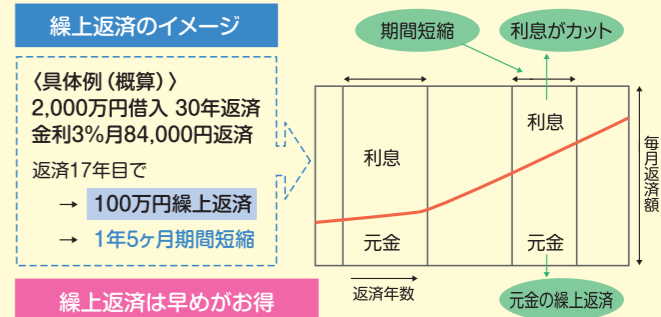 繰上返済のイメージ
〈具体例(概算)〉
2,000万円借入 30年返済
金利3%月84,000円返済
返済17年目で
→ 100万円繰上返済
→ 1年5ヶ月期間短縮
繰上返済は早めがお得
期間短縮
利息がカット
利息
利息
元金
元金
毎月返済額
返済年数
元金の繰上返済